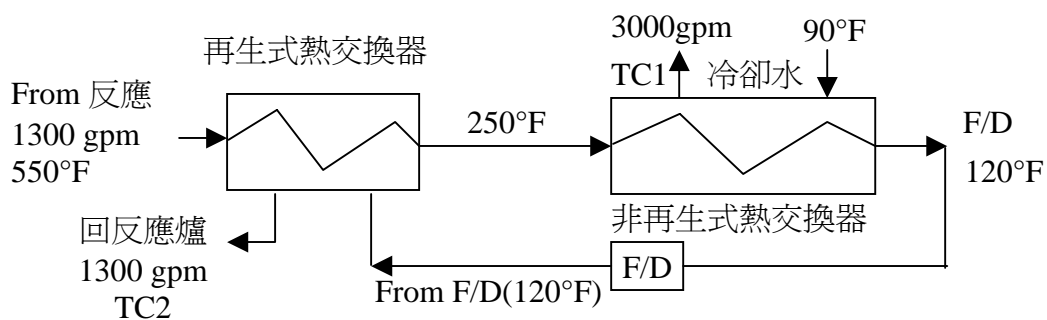 再生式熱交換器
From 反應
1300 gpm
550°F
250°F
3000gpm
TC1
冷卻水
90°F
F/D
120°F
非再生式熱交換器
回反應爐
1300 gpm
TC2
From F/D(120°F)
F/D